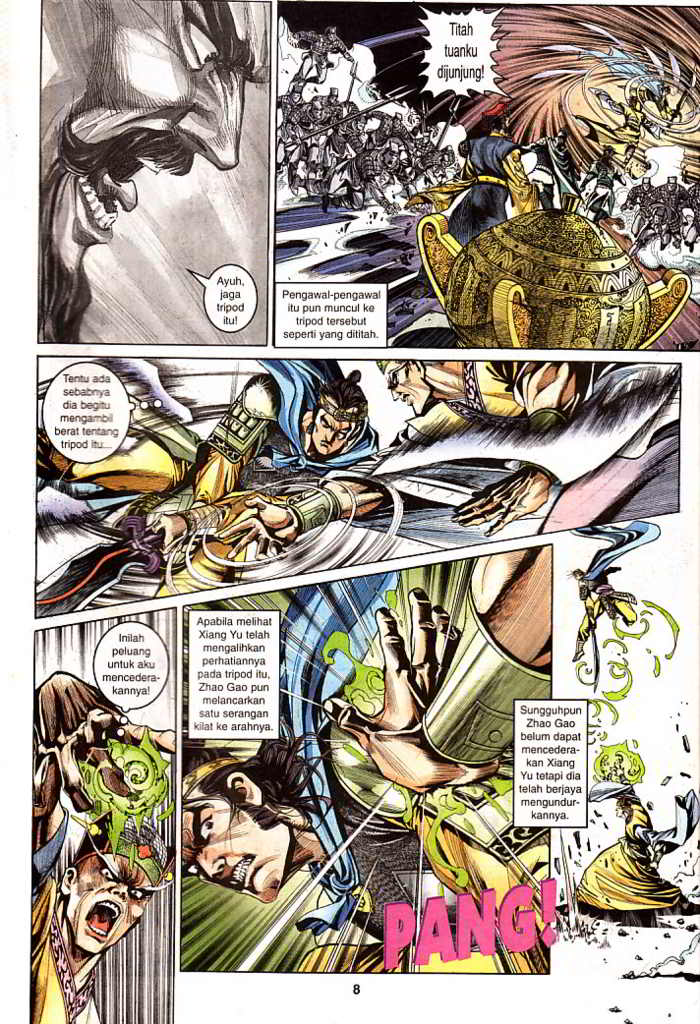 Ayuh,
jaga
tripod
itu!
Titah
tuanku
dijunjung!
Pengawal-pengawal
itu pun muncul ke
tripod tersebut
seperti yang dititah.
Tentu ada
sebabnya
dia begitu
mengambil
berat tentang
tripod itu...
Inilah
peluang
untuk aku
mencedera-
kannya!
Apabila melihat
Xiang Yu telah
mengalihkan
perhatiannya
pada tripod itu,
Zhao Gao pun
melancarkan
satu serangan
kilat ke arahnya.
Sungguhpun
Zhao Gao
belum dapat
mencedera-
kan Xiang
Yu tetapi dia
telah berjaya
mengundur-
kannya.
PANG!
8